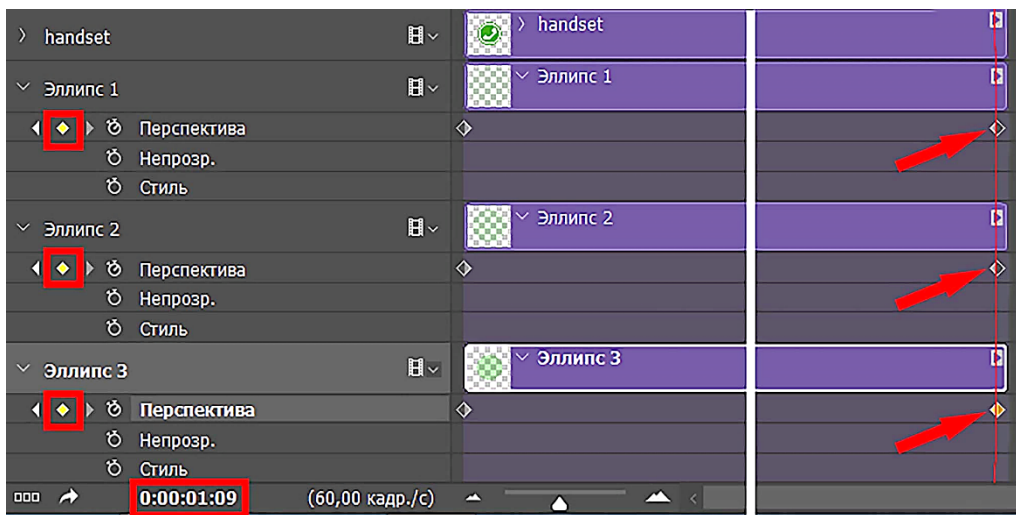 handset
handset
Эллипс 1
Эллипс 1
Перспектива
Непрозр.
Стиль
Эллипс 2
Эллипс 2
Перспектива
Непрозр.
Стиль
Эллипс 3
Эллипс 3
Перспектива
Непрозр.
Стиль
0:00:01:09 (60,00 кадр./с)